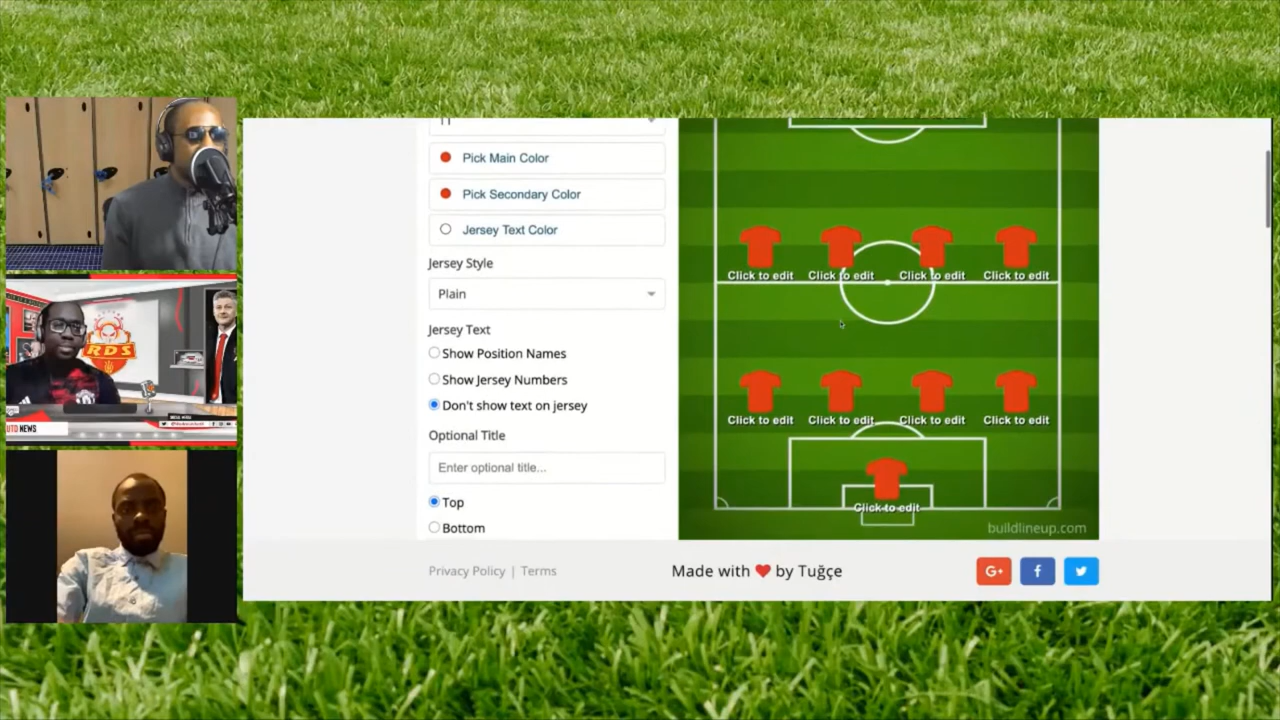 Pick Main Color
Pick Secondary Color
Jersey Text Color
Jersey Style
Plain
Jersey Text
Show Position Names
Show Jersey Numbers
Don't show text on jersey
Optional Title
Enter optional title...
Top
Bottom
Click to edit Click to edit Click to edit Click to edit
Click to edit Click to edit Click to edit Click to edit
Click to edit
buildlineup.com
Privacy Policy | Terms
Made with ❤ by Tuğçe
G+ f
RDS
UTD NEWS